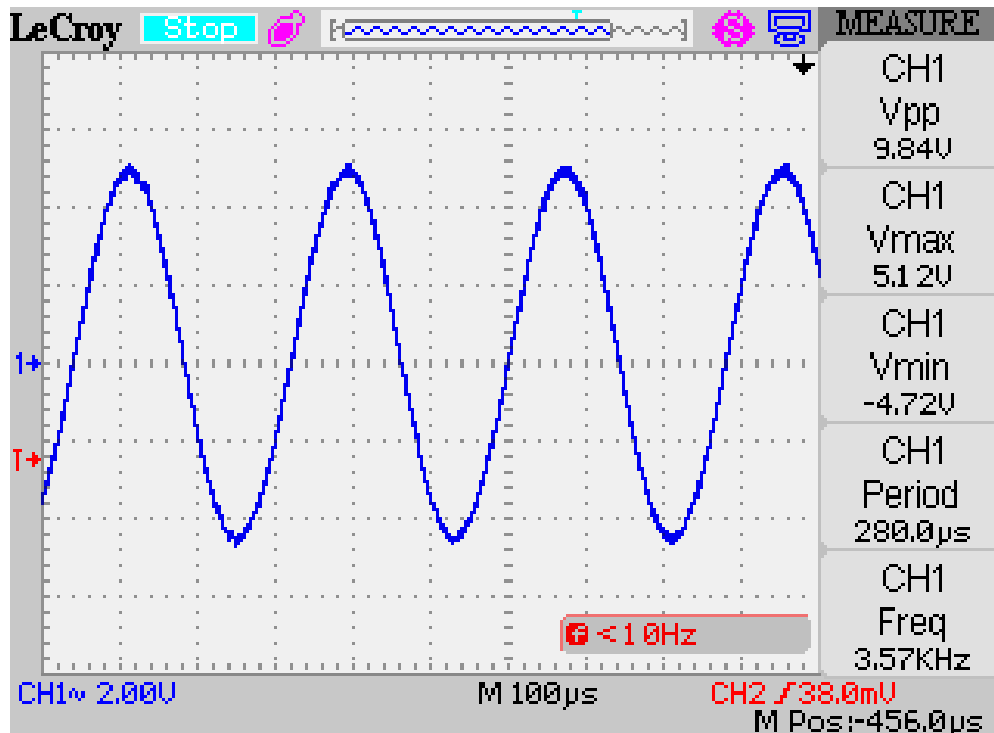 LeCroy Stop MEASURE
CH1
Vpp
9.84V
CH1
Vmax
5.12V
CH1
Vmin
-4.72V
CH1
Period
280.0µs
CH1
Freq
3.57KHz
1
T
f <10Hz
CH1~ 2.00V M 100µs CH2 38.0mV
M Pos:-456.0µs